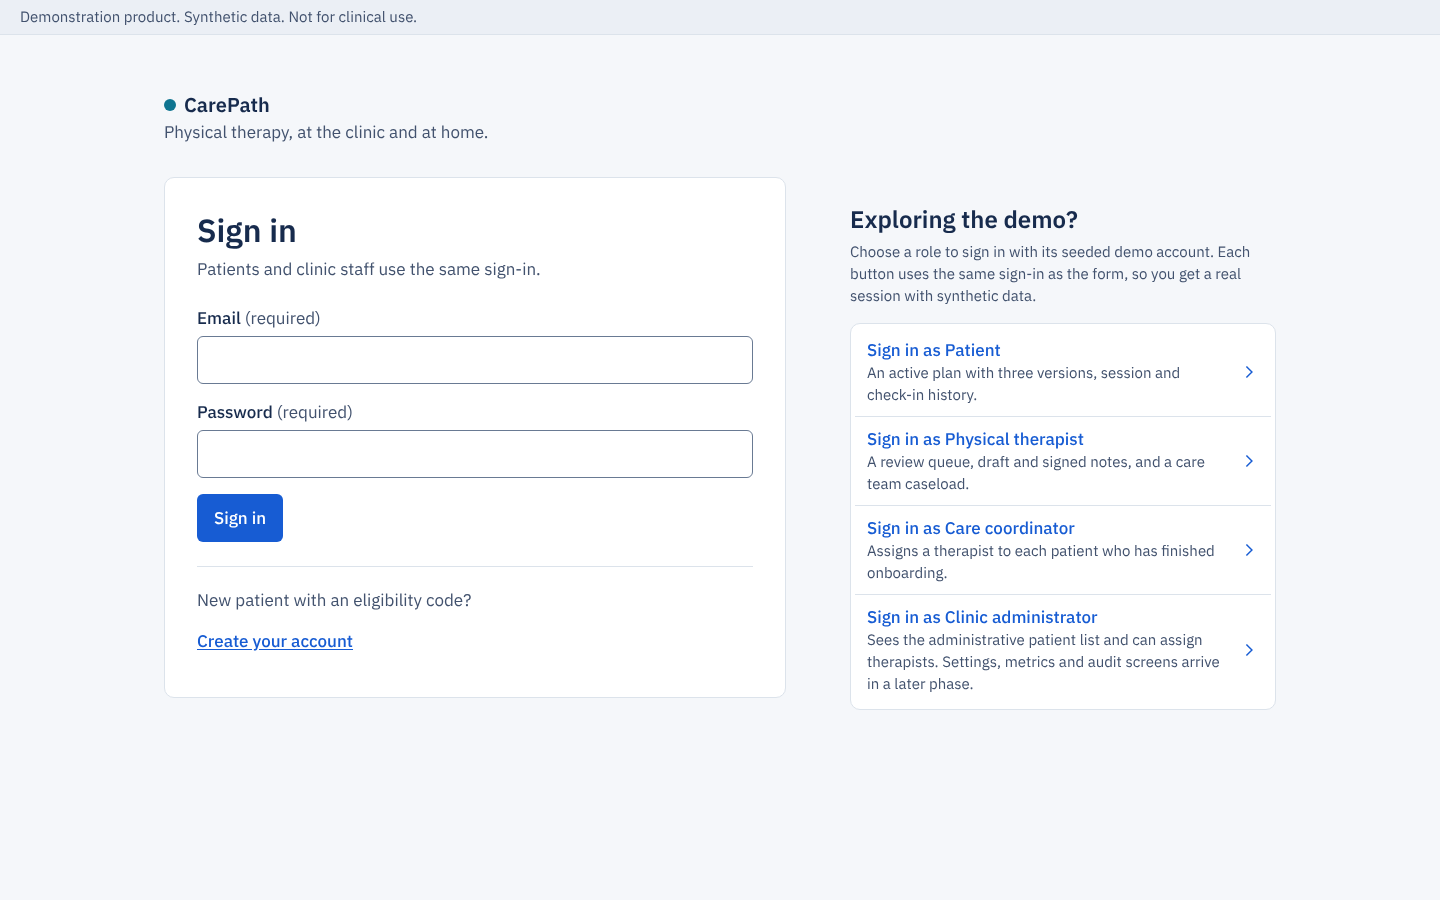 Demonstration product. Synthetic data. Not for clinical use.
CarePath
Physical therapy, at the clinic and at home.
Sign in
Patients and clinic staff use the same sign-in.
Email (required)
Password (required)
Sign in
New patient with an eligibility code?
Create your account
Exploring the demo?
Choose a role to sign in with its seeded demo account. Each
button uses the same sign-in as the form, so you get a real
session with synthetic data.
Sign in as Patient
An active plan with three versions, session and
check-in history.
Sign in as Physical therapist
A review queue, draft and signed notes, and a care
team caseload.
Sign in as Care coordinator
Assigns a therapist to each patient who has finished
onboarding.
Sign in as Clinic administrator
Sees the administrative patient list and can assign
therapists. Settings, metrics and audit screens arrive
in a later phase.